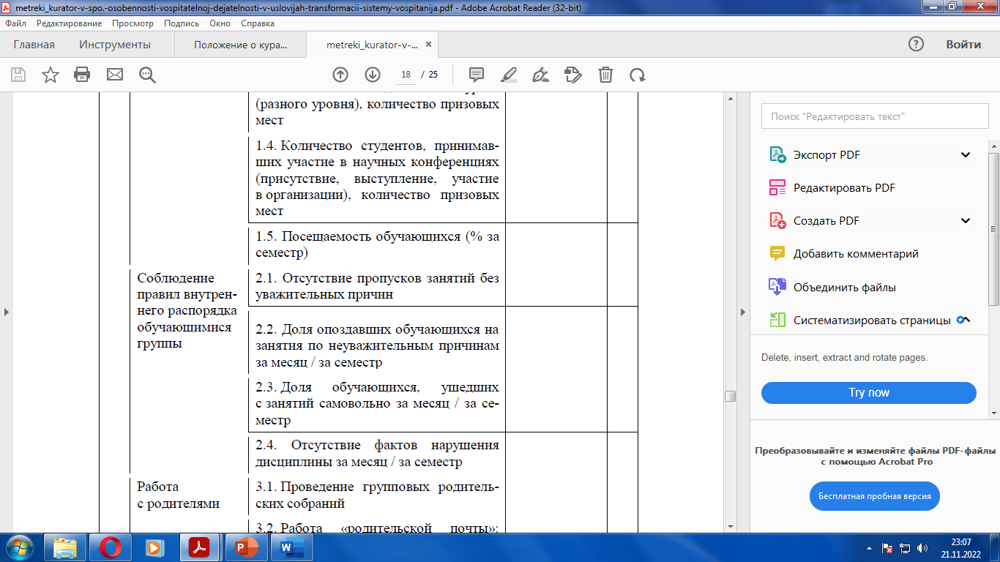 metreki_kurator-v-spo.-osobennosti-vospitatelnoj-dejatelnosti-v-uslovijah-transformacii-sistemy-vospitanija.pdf - Adobe Acrobat Reader (32-bit)
Файл Редактирование Просмотр Подпись Окно Справка
Главная Инструменты Положение о кура... metreki_kurator-v-... × Войти
18 / 25
(разного уровня), количество призовых
мест
1.4. Количество студентов, принимав-
ших участие в научных конференциях
(присутствие, выступление, участие
в организации), количество призовых
мест
1.5. Посещаемость обучающихся (% за
семестр)
Соблюдение
правил внутрен-
него распорядка
обучающимися
группы
2.1. Отсутствие пропусков занятий без
уважительных причин
2.2. Доля опоздавших обучающихся на
занятия по неуважительным причинам
за месяц / за семестр
2.3. Доля обучающихся, ушедших
с занятий самовольно за месяц / за се-
местр
2.4. Отсутствие фактов нарушения
дисциплины за месяц / за семестр
Работа
с родителями
3.1. Проведение групповых родитель-
ских собраний
3.2. Работа «родительской почты»:
Поиск "Редактировать текст"
Экспорт PDF
Редактировать PDF
Создать PDF
Добавить комментарий
Объединить файлы
Систематизировать страницы
Delete, insert, extract and rotate pages.
Try now
Преобразовывайте и изменяйте файлы PDF-файлы
с помощью Acrobat Pro
Бесплатная пробная версия
23:07
21.11.2022